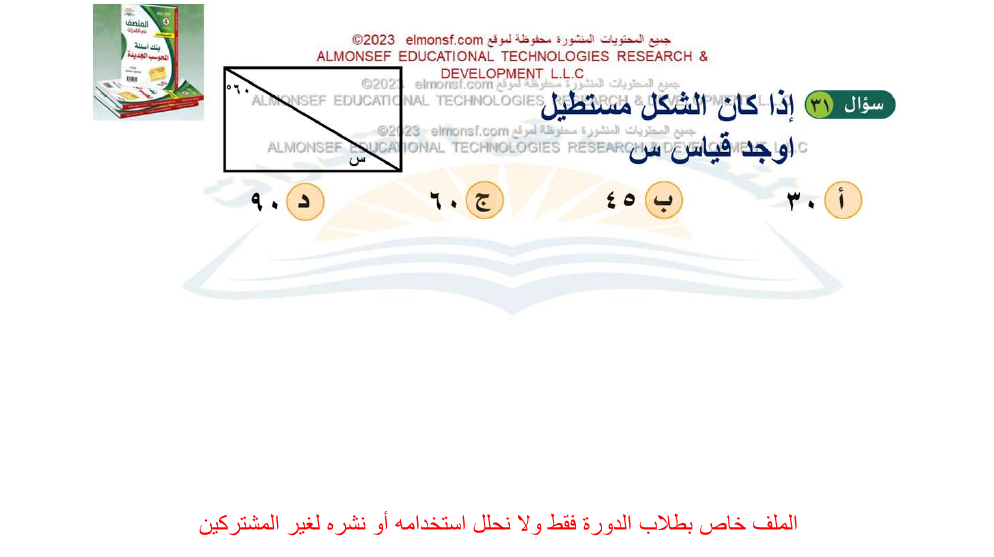 المنصف
في القدرات
بنك أسئلة
المحوسب الجديدة
جميع المحتويات المنشورة محفوظة لموقع elmonsf.com ©2023
ALMONSEF EDUCATIONAL TECHNOLOGIES RESEARCH &
DEVELOPMENT L.L.C
جميع المحتويات المنشورة محفوظة لموقع elmonsf.com ©2023
ALMONSEF EDUCATIONAL TECHNOLOGIES RESEARCH & DEVELOPMENT L.L.C
سؤال ٣١ إذا كان الشكل مستطيل
جميع المحتويات المنشورة محفوظة لموقع elmonsf.com ©2023
ALMONSEF EDUCATIONAL TECHNOLOGIES RESEARCH & DEVELOPMENT L.L.C
اوجد قياس س
٦٠°
س
أ ٣٠ ب ٤٥ ج ٦٠ د ٩٠
الملف خاص بطلاب الدورة فقط ولا نحلل استخدامه أو نشره لغير المشتركين